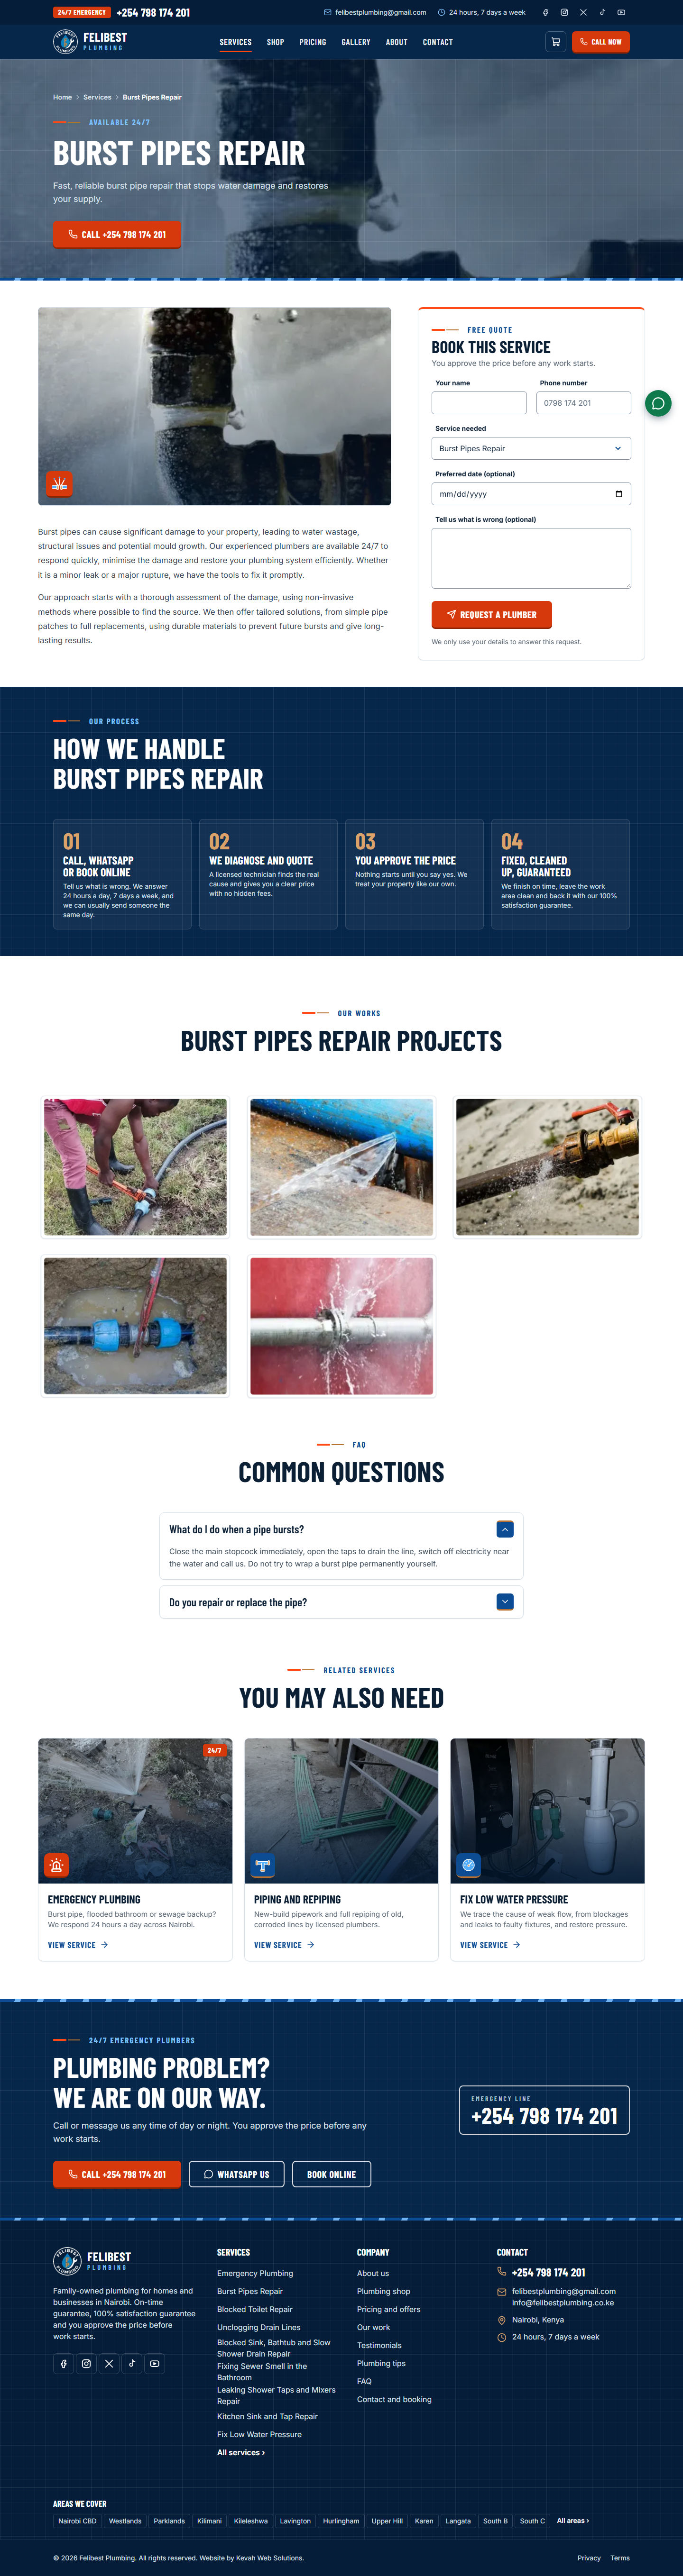 24/7 EMERGENCY +254 798 174 201
felibestplumbing@gmail.com
24 hours, 7 days a week
FELIBEST
PLUMBING
SERVICES SHOP PRICING GALLERY ABOUT CONTACT
CALL NOW
Home > Services > Burst Pipes Repair
AVAILABLE 24/7
BURST PIPES REPAIR
Fast, reliable burst pipe repair that stops water damage and restores
your supply.
CALL +254 798 174 201
FREE QUOTE
BOOK THIS SERVICE
You approve the price before any work starts.
Your name
Phone number
0798 174 201
Service needed
Burst Pipes Repair
Preferred date (optional)
mm/dd/yyyy
Tell us what is wrong (optional)
REQUEST A PLUMBER
We only use your details to answer this request.
Burst pipes can cause significant damage to your property, leading to water wastage,
structural issues and potential mould growth. Our experienced plumbers are available 24/7 to
respond quickly, minimise the damage and restore your plumbing system efficiently. Whether
it is a minor leak or a major rupture, we have the tools to fix it promptly.
Our approach starts with a thorough assessment of the damage, using non-invasive
methods where possible to find the source. We then offer tailored solutions, from simple pipe
patches to full replacements, using durable materials to prevent future bursts and give long-
lasting results.
OUR PROCESS
HOW WE HANDLE
BURST PIPES REPAIR
01
CALL, WHATSAPP
OR BOOK ONLINE
Tell us what is wrong. We answer
24 hours a day, 7 days a week, and
we can usually send someone the
same day.
02
WE DIAGNOSE AND QUOTE
A licensed technician finds the real
cause and gives you a clear price
with no hidden fees.
03
YOU APPROVE THE PRICE
Nothing starts until you say yes. We
treat your property like our own.
04
FIXED, CLEANED
UP, GUARANTEED
We finish on time, leave the work
area clean and back it with our 100%
satisfaction guarantee.
OUR WORKS
BURST PIPES REPAIR PROJECTS
FAQ
COMMON QUESTIONS
What do I do when a pipe bursts?
Close the main stopcock immediately, open the taps to drain the line, switch off electricity near
the water and call us. Do not try to wrap a burst pipe permanently yourself.
Do you repair or replace the pipe?
RELATED SERVICES
YOU MAY ALSO NEED
24/7
EMERGENCY PLUMBING
Burst pipe, flooded bathroom or sewage backup?
We respond 24 hours a day across Nairobi.
VIEW SERVICE
PIPING AND REPIPING
New-build pipework and full repiping of old,
corroded lines by licensed plumbers.
VIEW SERVICE
FIX LOW WATER PRESSURE
We trace the cause of weak flow, from blockages
and leaks to faulty fixtures, and restore pressure.
VIEW SERVICE
24/7 EMERGENCY PLUMBERS
PLUMBING PROBLEM?
WE ARE ON OUR WAY.
Call or message us any time of day or night. You approve the price before any
work starts.
CALL +254 798 174 201
WHATSAPP US
BOOK ONLINE
EMERGENCY LINE
+254 798 174 201
FELIBEST
PLUMBING
Family-owned plumbing for homes and
businesses in Nairobi. On-time
guarantee, 100% satisfaction guarantee
and you approve the price before
work starts.
SERVICES
Emergency Plumbing
Burst Pipes Repair
Blocked Toilet Repair
Unclogging Drain Lines
Blocked Sink, Bathtub and Slow
Shower Drain Repair
Fixing Sewer Smell in the
Bathroom
Leaking Shower Taps and Mixers
Repair
Kitchen Sink and Tap Repair
Fix Low Water Pressure
All services ›
COMPANY
About us
Plumbing shop
Pricing and offers
Our work
Testimonials
Plumbing tips
FAQ
Contact and booking
CONTACT
+254 798 174 201
felibestplumbing@gmail.com
info@felibestplumbing.co.ke
Nairobi, Kenya
24 hours, 7 days a week
AREAS WE COVER
Nairobi CBD Westlands Parklands Kilimani Kileleshwa Lavington Hurlingham Upper Hill Karen Langata South B South C All areas ›
© 2026 Felibest Plumbing. All rights reserved. Website by Kevah Web Solutions.
Privacy Terms